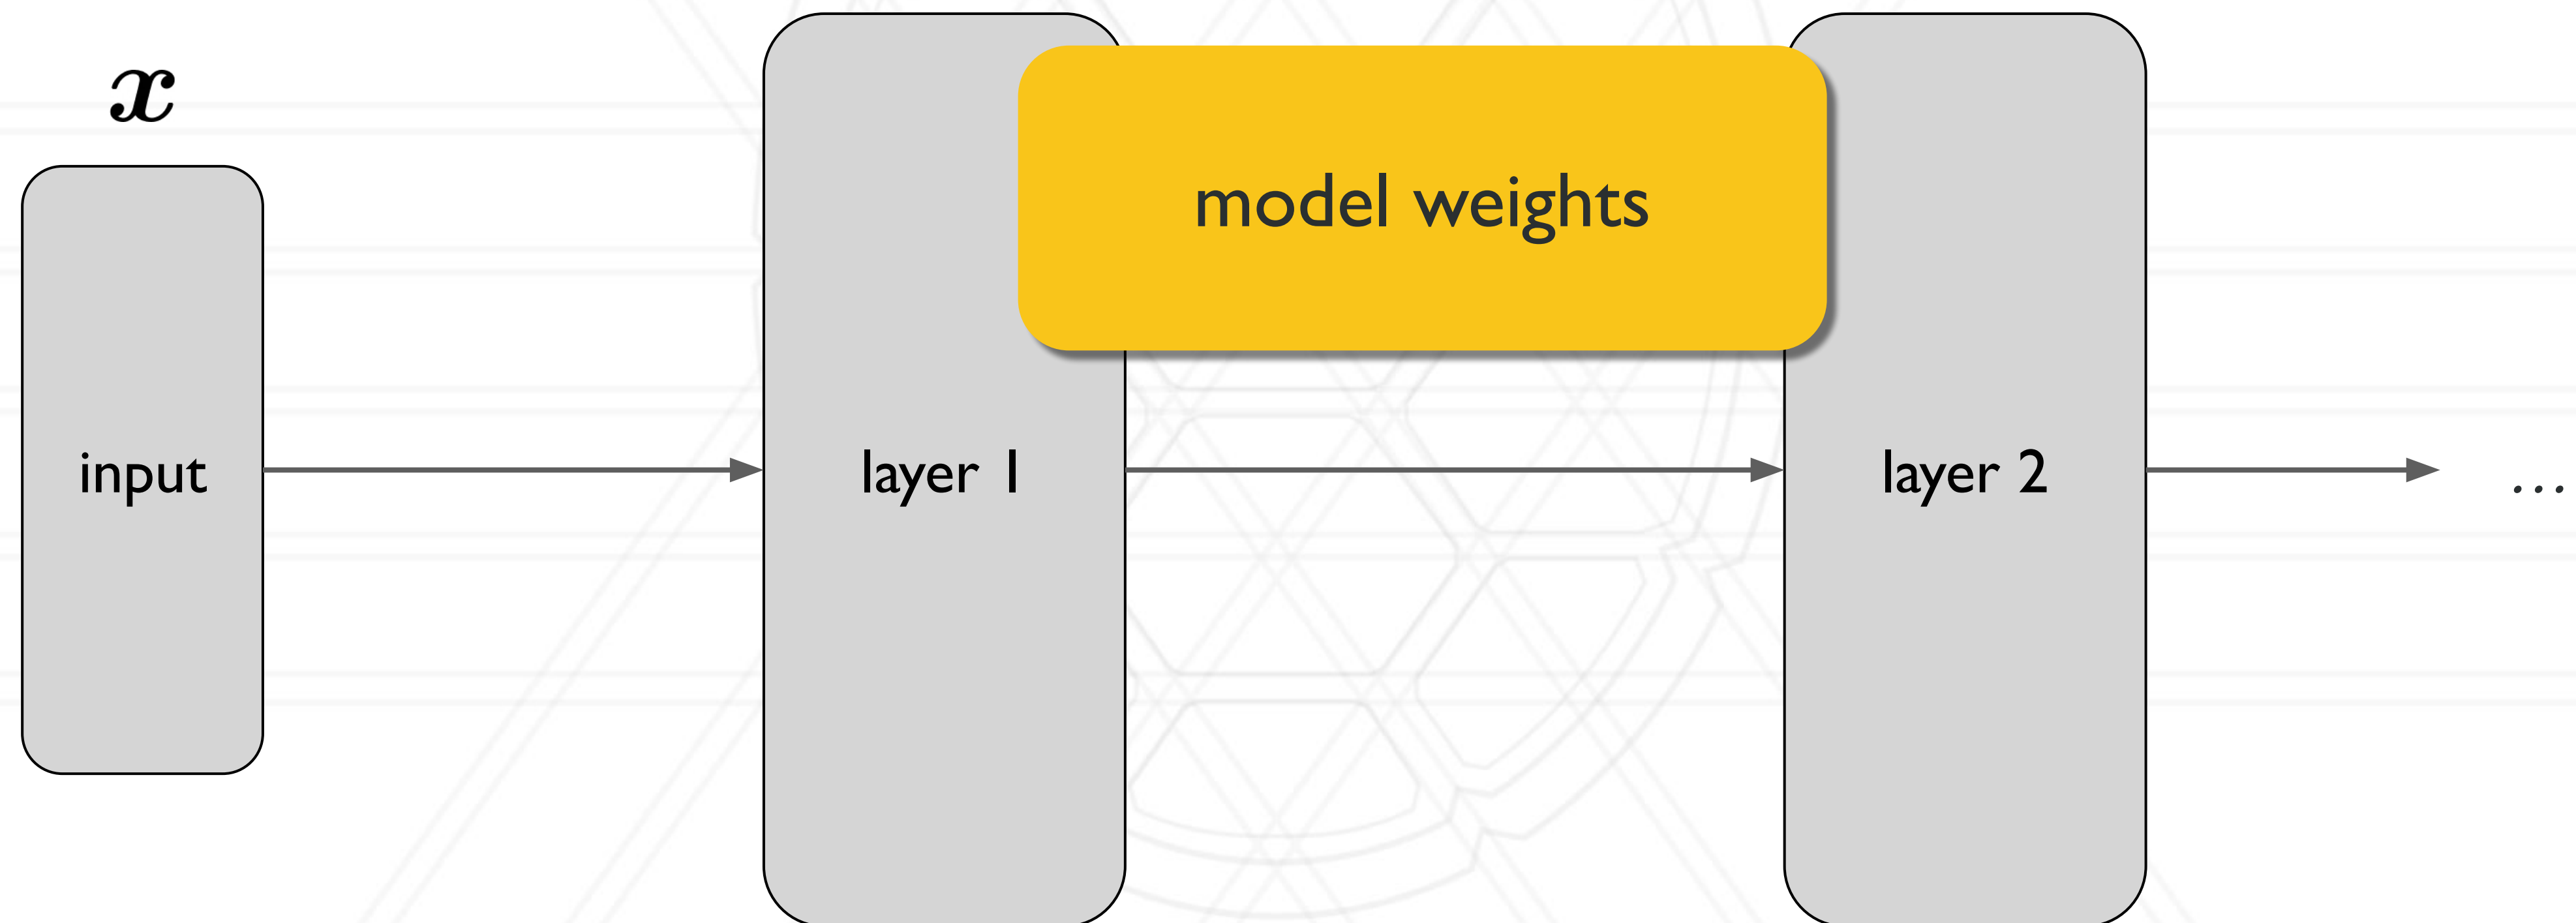 x
model weights
input
layer 1
layer 2
...